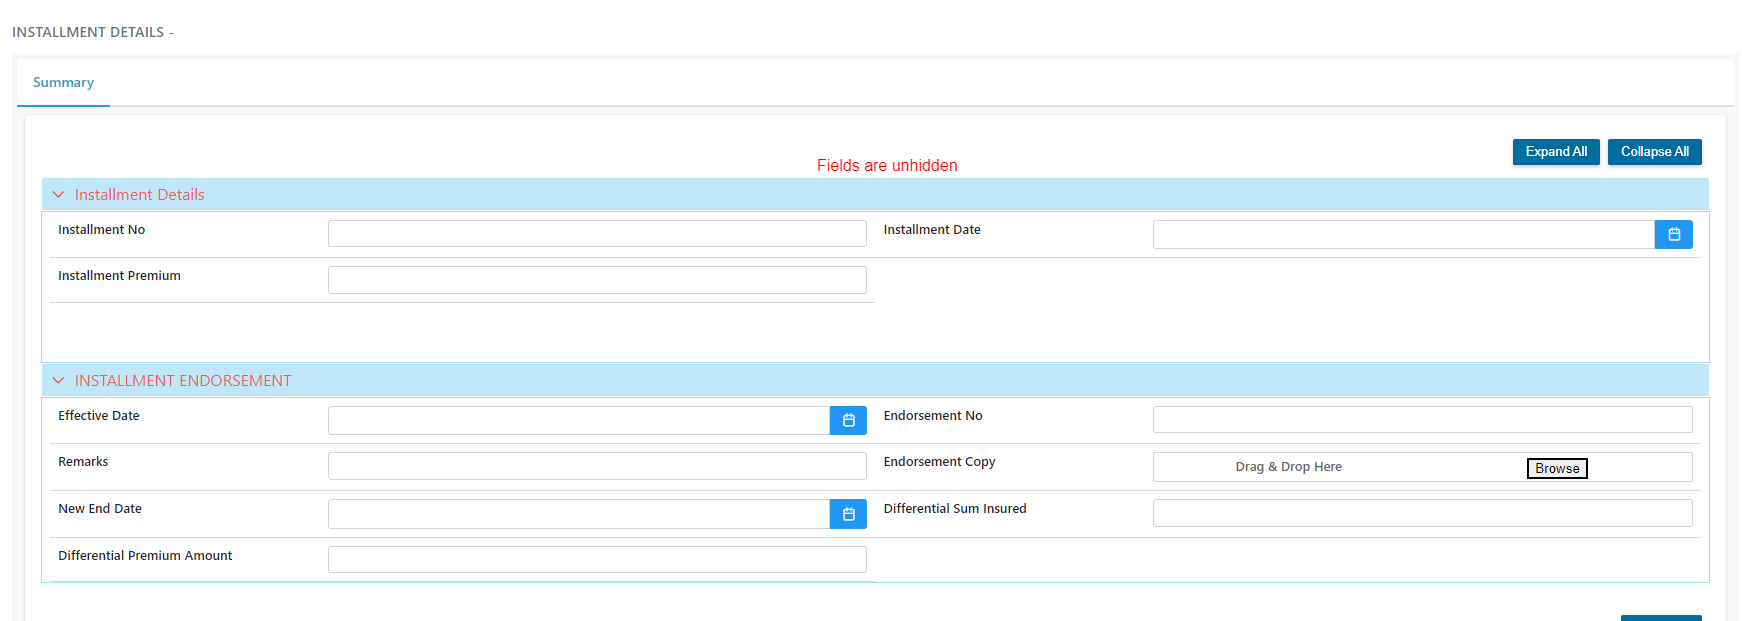 INSTALLMENT DETAILS -
Summary
Expand All Collapse All
Fields are unhidden
Installment Details
Installment No Installment Date
Installment Premium
INSTALLMENT ENDORSEMENT
Effective Date Endorsement No
Remarks Endorsement Copy Drag & Drop Here Browse
New End Date Differential Sum Insured
Differential Premium Amount